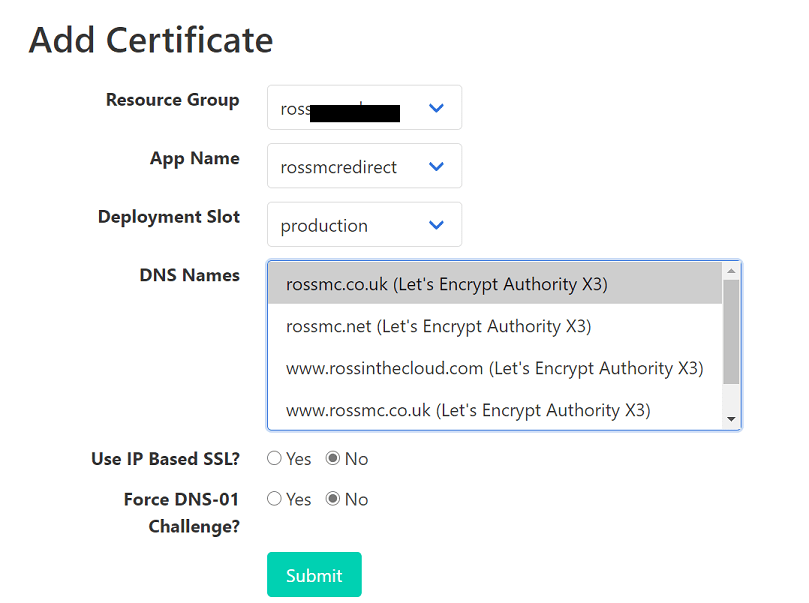 Add Certificate
Resource Group
ross
App Name
rossmcredirect
Deployment Slot
production
DNS Names
rossmc.co.uk (Let's Encrypt Authority X3)
rossmc.net (Let's Encrypt Authority X3)
www.rossinthecloud.com (Let's Encrypt Authority X3)
www.rossmc.co.uk (Let's Encrypt Authority X3)
Use IP Based SSL?
Yes No
Force DNS-01
Challenge?
Yes No
Submit